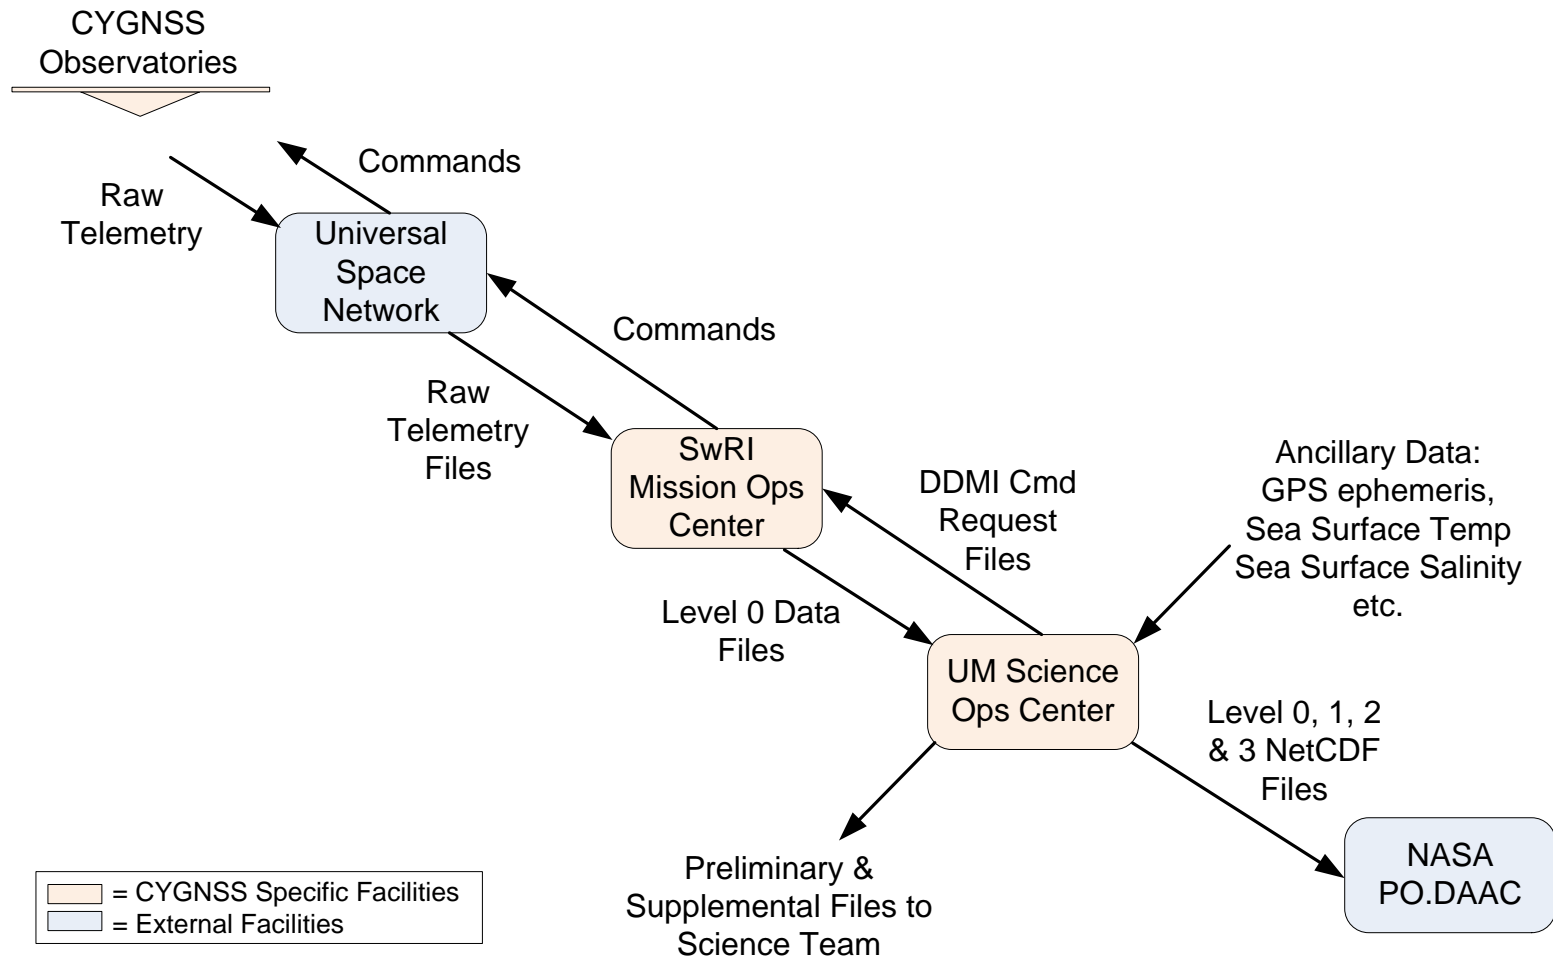 CYGNSS
Observatories
Commands
Raw
Telemetry
Universal
Space
Network
Commands
Raw
Telemetry
Files
SwRI
Mission Ops
Center
DDMI Cmd
Request
Files
Ancillary Data:
GPS ephemeris,
Sea Surface Temp
Sea Surface Salinity
etc.
Level 0 Data
Files
UM Science
Ops Center
Level 0, 1, 2
& 3 NetCDF
Files
NASA
PO.DAAC
Preliminary &
Supplemental Files to
Science Team
= CYGNSS Specific Facilities
= External Facilities